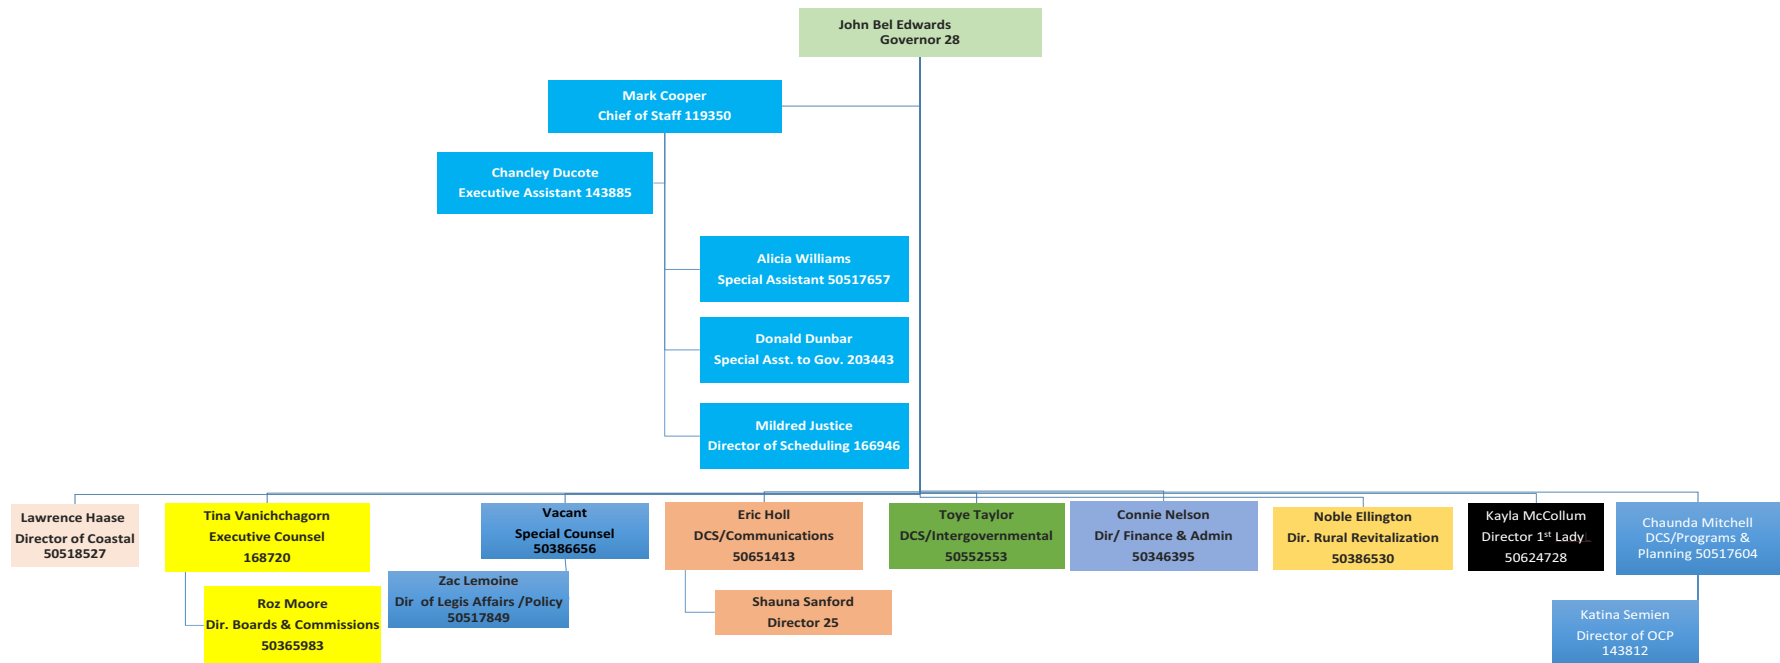 John Bel Edwards
Governor 28
Mark Cooper
Chief of Staff 119350
Chancley Ducote
Executive Assistant 143885
Alicia Williams
Special Assistant 50517657
Donald Dunbar
Special Asst. to Gov. 203443
Mildred Justice
Director of Scheduling 166946
Lawrence Haase
Director of Coastal
50518527
Tina Vanichchagorn
Executive Counsel
168720
Roz Moore
Dir. Boards & Commissions
50365983
Vacant
Special Counsel
50386656
Zac Lemoine
Dir of Legis Affairs /Policy
50517849
Eric Holl
DCS/Communications
50651413
Shauna Sanford
Director 25
Toye Taylor
DCS/Intergovernmental
50552553
Connie Nelson
Dir/ Finance & Admin
50346395
Noble Ellington
Dir. Rural Revitalization
50386530
Kayla McCollum
Director 1st Lady
50624728
Chaunda Mitchell
DCS/Programs &
Planning 50517604
Katina Semien
Director of OCP
143812